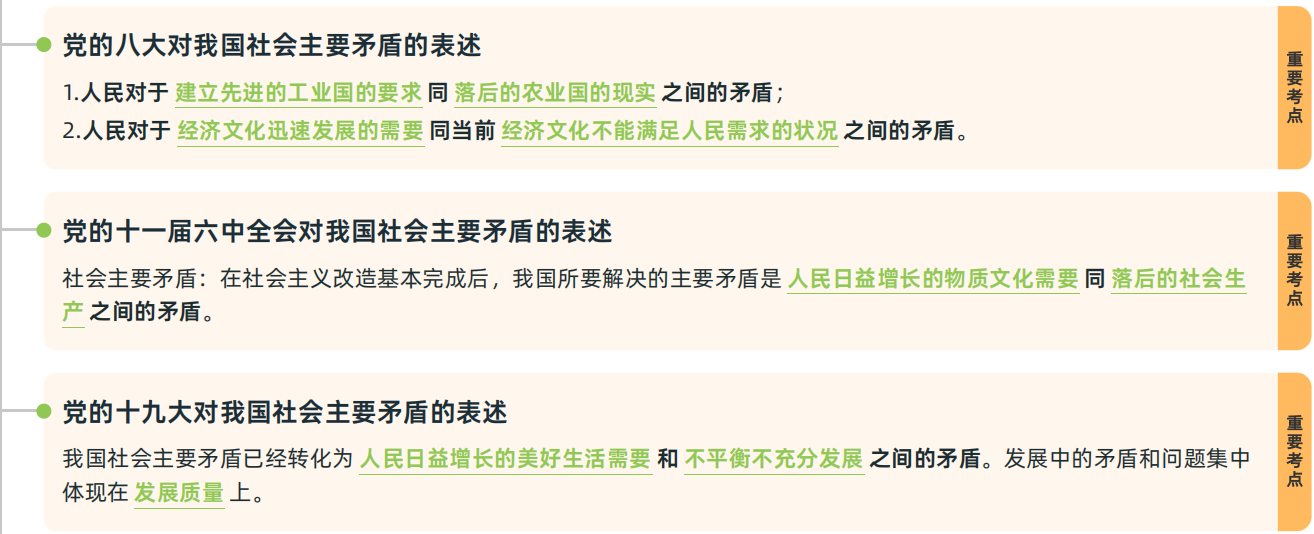 党的八大对我国社会主要矛盾的表述
1.人民对于 建立先进的工业国的要求 同 落后的农业国的现实 之间的矛盾；
2.人民对于 经济文化迅速发展的需要 同当前 经济文化不能满足人民需求的状况 之间的矛盾。
重要考点
党的十一届六中全会对我国社会主要矛盾的表述
社会主要矛盾：在社会主义改造基本完成后，我国所要解决的主要矛盾是 人民日益增长的物质文化需要 同 落后的社会生
产 之间的矛盾。
重要考点
党的十九大对我国社会主要矛盾的表述
我国社会主要矛盾已经转化为 人民日益增长的美好生活需要 和 不平衡不充分发展 之间的矛盾。发展中的矛盾和问题集中
体现在 发展质量 上。
重要考点